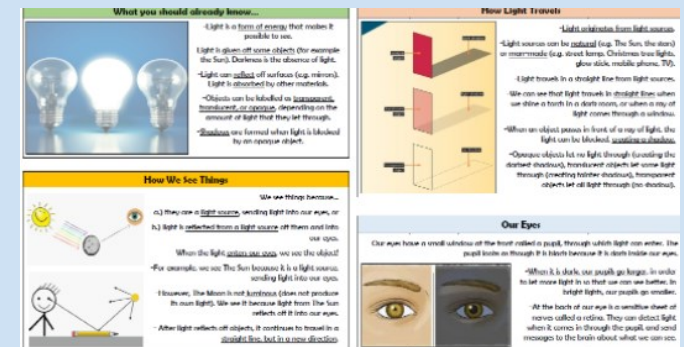 What you should already know...
-Light is a form of energy that makes it
possible to see.
Light is given off some objects (for example
the Sun). Darkness is the absence of light.
-Light can reflect off surfaces (e.g. mirrors).
Light is absorbed by other materials.
-Objects can be labelled as transparent,
translucent, or opaque, depending on the
amount of light that they let through.
-Shadows are formed when light is blocked
by an opaque object.
How We See Things
We see things because...
a.) they are a light source, sending light into our eyes, or
b.) light is reflected from a light source off them and into
our eyes.
When the light enters our eyes, we see the object!
-For example, we see The Sun because it is a light source,
sending light into our eyes.
-However, The Moon is not luminous (does not produce
its own light). We see it because light from The Sun
reflects off it into our eyes.
-After light reflects off objects, it continues to travel in a
straight line, but in a new direction.
How Light Travels
-Light originates from light sources.
-Light sources can be natural (e.g. The Sun, the stars)
or man-made (e.g. street lamp, Christmas tree lights,
glow stick, mobile phone, TV).
-Light travels in a straight line from light sources.
-We can see that light travels in straight lines when
we shine a torch in a dark room, or when a ray of
light comes through a window.
-When an object passes in front of a ray of light, the
light can be blocked, creating a shadow.
-Opaque objects let no light through (creating the
darkest shadows), translucent objects let some light
through (creating fainter shadows), transparent
objects let all light through (no shadow).
Our Eyes
Our eyes have a small window at the front called a pupil, through which light can enter. The
pupil looks as though it is black because it is dark inside our eyes.
-When it is dark, our pupils go larger, in order
to let more light in so that we can see better. In
bright lights, our pupils go smaller.
-At the back of our eye is a sensitive sheet of
nerves called a retina. They can detect light
when it comes in through the pupil, and send
messages to the brain about what we can see.